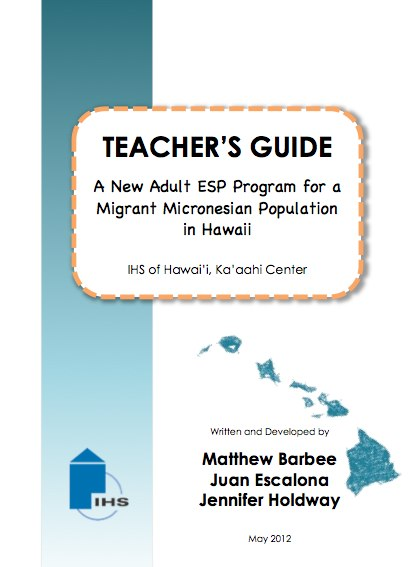 TEACHER'S GUIDE
A New Adult ESP Program for a
Migrant Micronesian Population
in Hawaii
IHS of Hawai'i, Ka'aahi Center
Written and Developed by
Matthew Barbee
Juan Escalona
Jennifer Holdway
IHS
May 2012